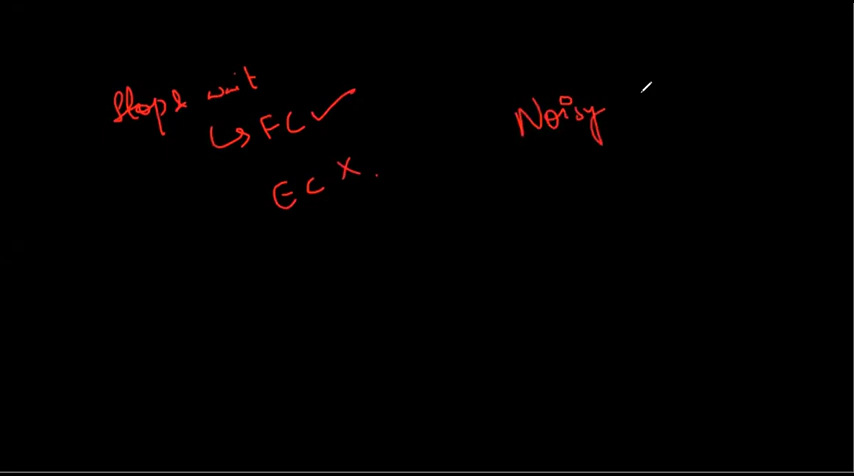 Stop & wait
↳ FC ✓
EC X.
Noisy